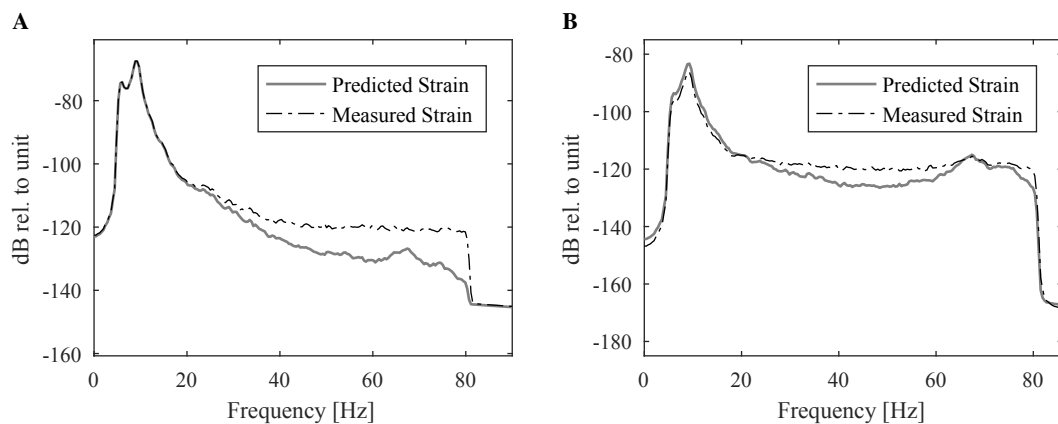 A
dB rel. to unit
-80
-100
-120
-140
-160
0
20
40
60
80
Frequency [Hz]
Predicted Strain
Measured Strain
B
dB rel. to unit
-80
-100
-120
-140
-160
-180
0
20
40
60
80
Frequency [Hz]
Predicted Strain
Measured Strain